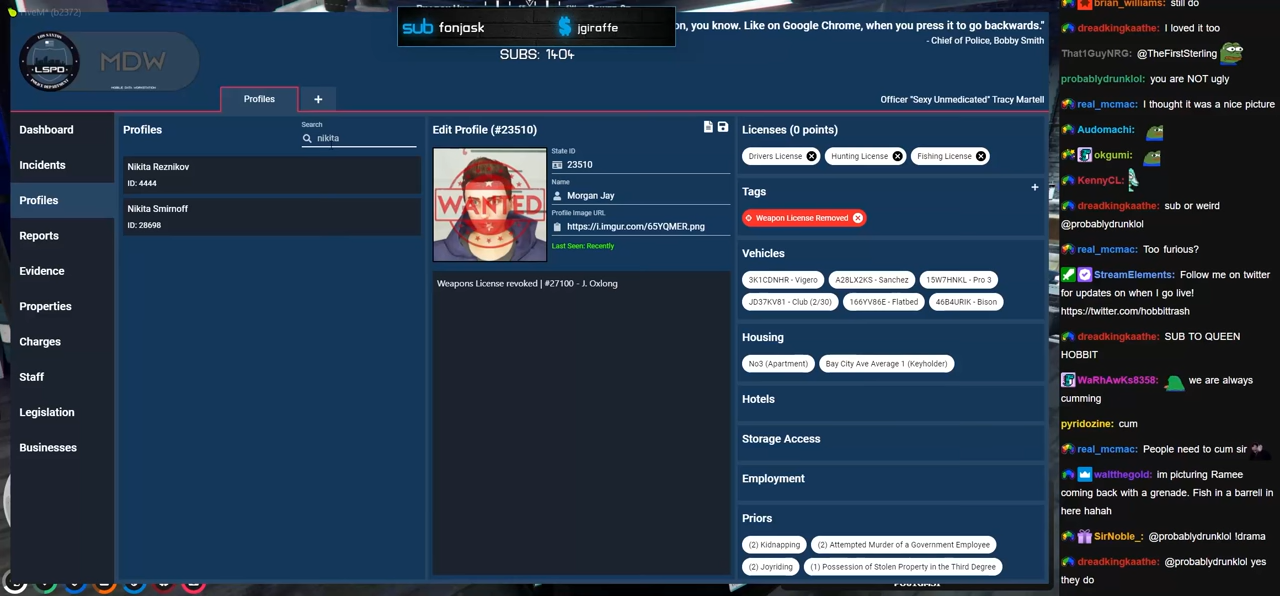 on, you know. Like on Google Chrome, when you press it to go backwards."
- Chief of Police, Bobby Smith
sub fonjask
$ jgiraffe
SUBS: 1404
LOS SANTOS
LSPD
POLICE DEPARTMENT
MDW
MOBILE DATA WORKSTATION
Profiles
+
Officer "Sexy Unmedicated" Tracy Martell
Dashboard
Incidents
Profiles
Reports
Evidence
Properties
Charges
Staff
Legislation
Businesses
Profiles
Search
nikita
Nikita Reznikov
ID: 4444
Nikita Smirnoff
ID: 28698
Edit Profile (#23510)
WANTED
State ID
23510
Name
Morgan Jay
Profile Image URL
https://i.imgur.com/65YQMER.png
Last Seen: Recently
Weapons License revoked | #27100 - J. Oxlong
Licenses (0 points)
Drivers License
Hunting License
Fishing License
Tags
+
Weapon License Removed
Vehicles
3K1CDNHR - Vigero
A28LX2KS - Sanchez
15W7HNKL - Pro 3
JD37KV81 - Club (2/30)
166YV86E - Flatbed
46B4URIK - Bison
Housing
No3 (Apartment)
Bay City Ave Average 1 (Keyholder)
Hotels
Storage Access
Employment
Priors
(2) Kidnapping
(2) Attempted Murder of a Government Employee
(2) Joyriding
(1) Possession of Stolen Property in the Third Degree
brian_williams: still do
dreadkingkaathe: I loved it too
That1GuyNRG: @TheFirstSterling
probablydrunklol: you are NOT ugly
real_mcmac: I thought it was a nice picture
Audomachi:
okgumi:
KennyCL:
dreadkingkaathe: sub or weird
@probablydrunklol
real_mcmac: Too furious?
StreamElements: Follow me on twitter
for updates on when I go live!
https://twitter.com/hobbittrash
dreadkingkaathe: SUB TO QUEEN
HOBBIT
WaRhAwKs8358: we are always
cumming
pyridozine: cum
real_mcmac: People need to cum sir
waltthegold: im picturing Ramee
coming back with a grenade. Fish in a barrell in
here hahah
SirNoble_: @probablydrunklol !drama
dreadkingkaathe: @probablydrunklol yes
they do